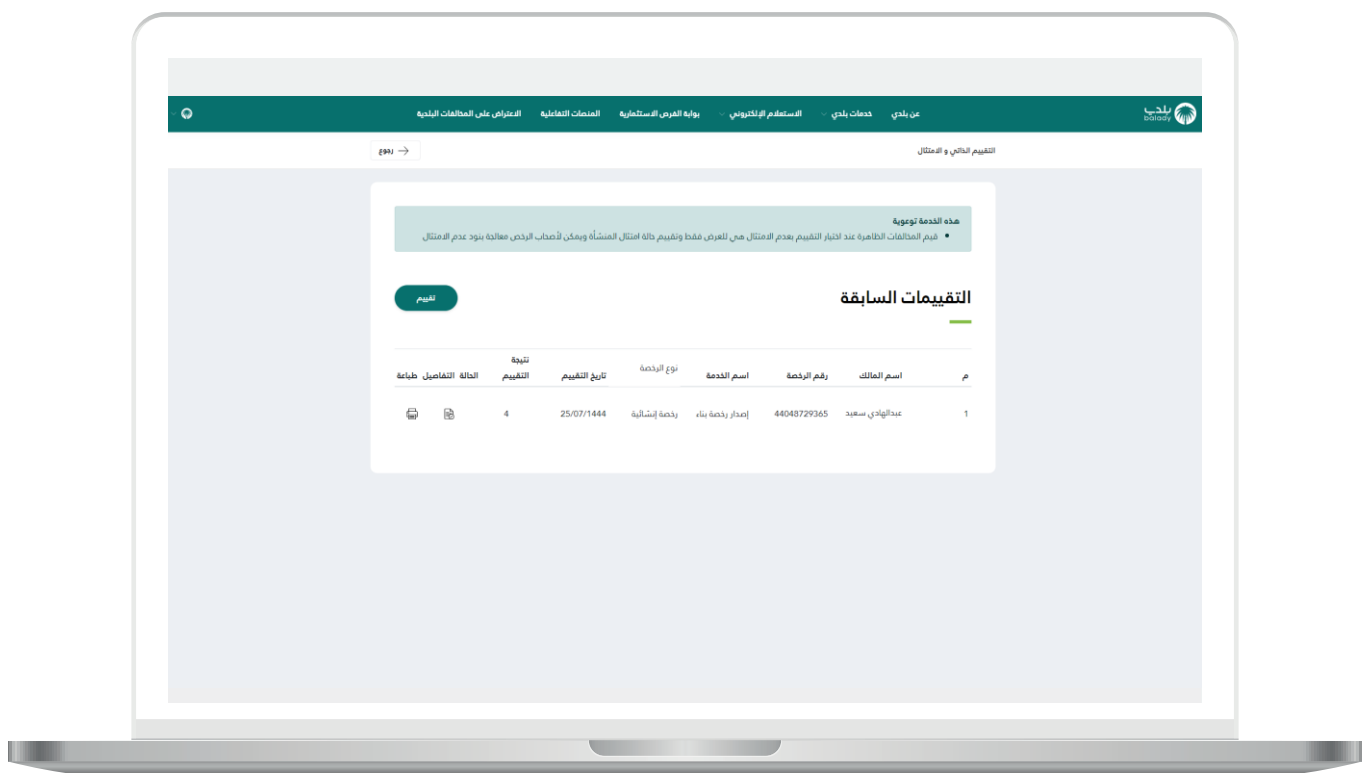 بلدي
balady
عن بلدي خدمات بلدي الاستعلام الإلكتروني بوابة الفرص الاستثمارية المنصات التفاعلية الاعتراض على المخالفات البلدية
التقييم الذاتي و الامتثال
رجوع
هذه الخدمة توعوية
قيم المخالفات الظاهرة عند اختيار التقييم بعدم الامتثال هي للعرض فقط وتقييم حالة امتثال المنشأة ويمكن لأصحاب الرخص معالجة بنود عدم الامتثال
التقييمات السابقة
تقييم
م اسم المالك رقم الرخصة اسم الخدمة نوع الرخصة تاريخ التقييم نتيجة التقييم الحالة التفاصيل طباعة
1 عبدالهادي سعيد 44048729365 إصدار رخصة بناء رخصة إنشائية 25/07/1444 4